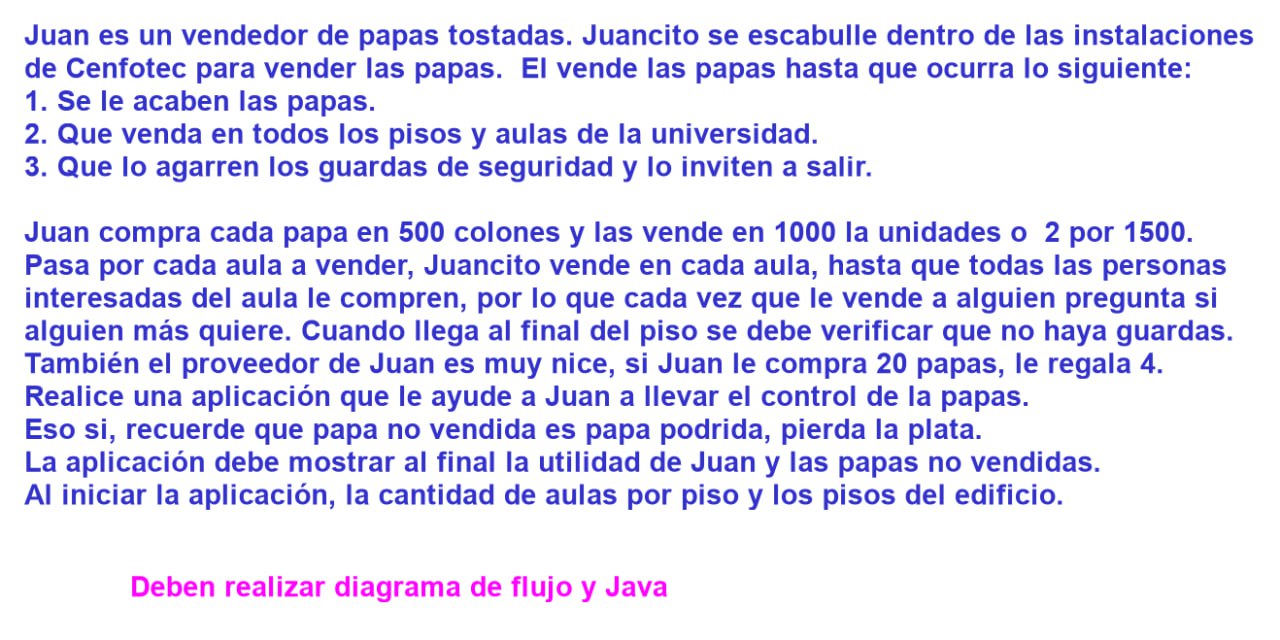 Juan es un vendedor de papas tostadas. Juancito se escabulle dentro de las instalaciones
de Cenfotec para vender las papas.  El vende las papas hasta que ocurra lo siguiente:
1. Se le acaben las papas.
2. Que venda en todos los pisos y aulas de la universidad.
3. Que lo agarren los guardas de seguridad y lo inviten a salir.

Juan compra cada papa en 500 colones y las vende en 1000 la unidades o  2 por 1500.
Pasa por cada aula a vender, Juancito vende en cada aula, hasta que todas las personas
interesadas del aula le compren, por lo que cada vez que le vende a alguien pregunta si
alguien más quiere. Cuando llega al final del piso se debe verificar que no haya guardas.
También el proveedor de Juan es muy nice, si Juan le compra 20 papas, le regala 4.
Realice una aplicación que le ayude a Juan a llevar el control de la papas.
Eso si, recuerde que papa no vendida es papa podrida, pierda la plata.
La aplicación debe mostrar al final la utilidad de Juan y las papas no vendidas.
Al iniciar la aplicación, la cantidad de aulas por piso y los pisos del edificio.

Deben realizar diagrama de flujo y Java